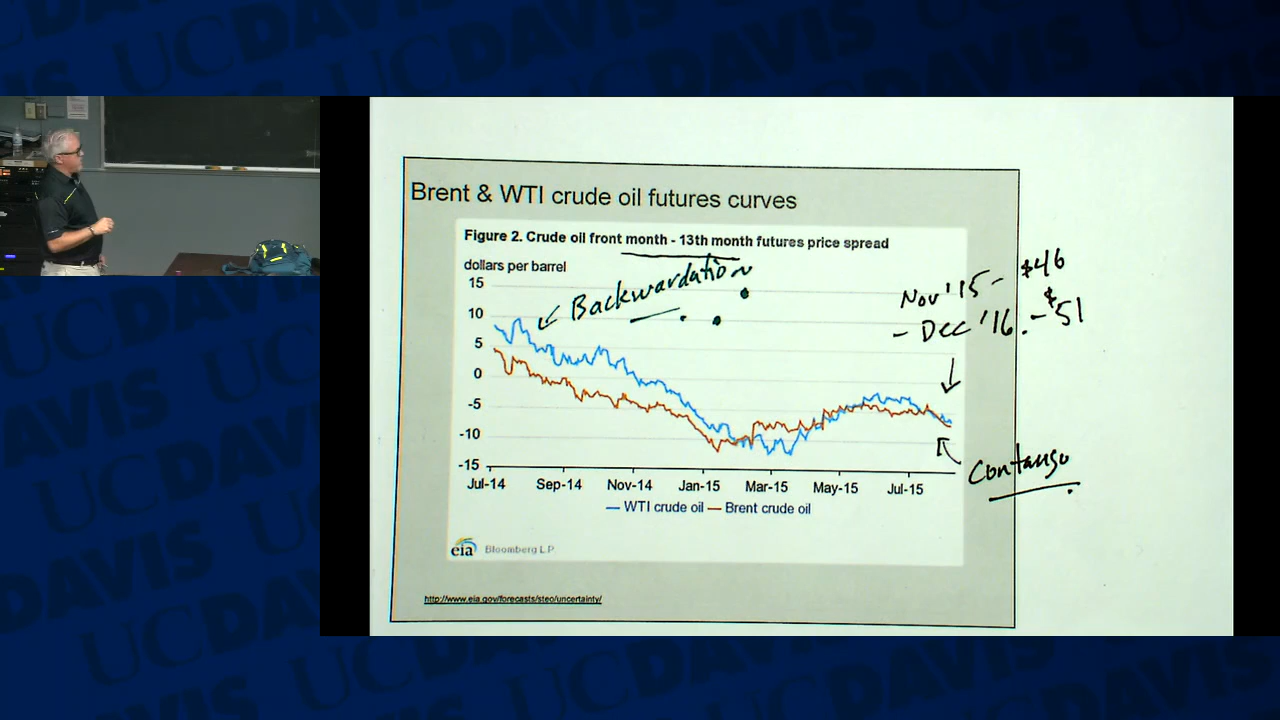 UCDAVIS
Brent & WTI crude oil futures curves
Figure 2. Crude oil front month - 13th month futures price spread
dollars per barrel
15
10
5
0
-5
-10
-15
Backwardation
Nov '15 - $46
- Dec '16. - $51
Contango
Jul-14 Sep-14 Nov-14 Jan-15 Mar-15 May-15 Jul-15
WTI crude oil Brent crude oil
eia Bloomberg L.P.
http://www.eia.gov/forecasts/steo/uncertainty/